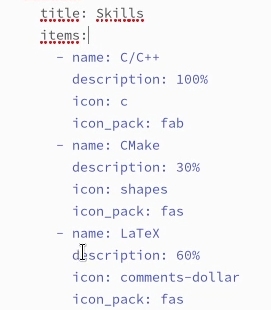 title: Skills
items:
- name: C/C++
description: 100%
icon: c
icon_pack: fab
- name: CMake
description: 30%
icon: shapes
icon_pack: fas
- name: LaTeX
description: 60%
icon: comments-dollar
icon_pack: fas